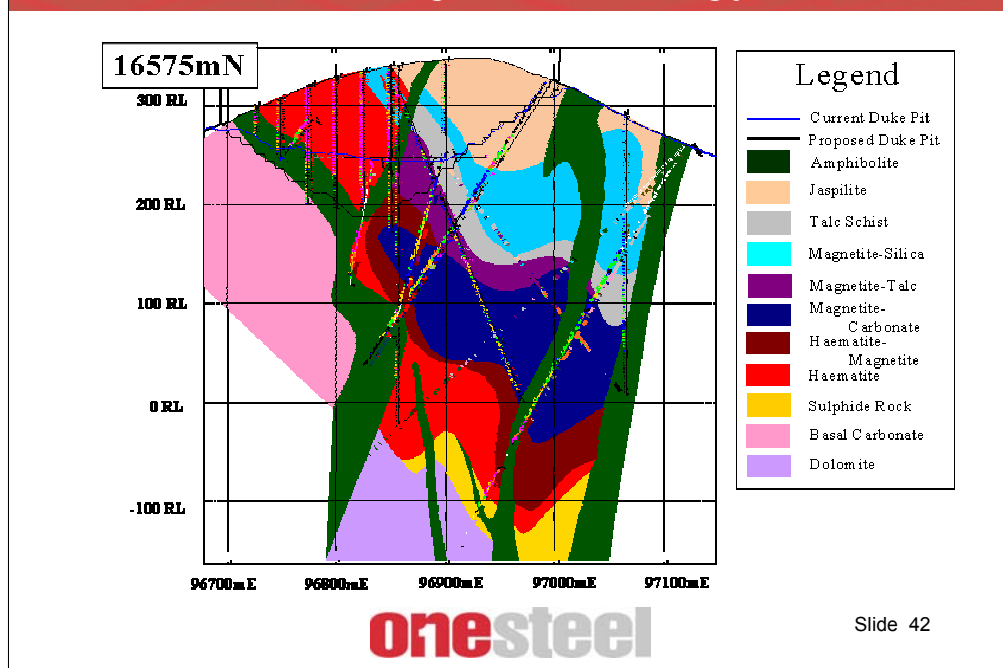 16575mN
300 RL
200 RL
100 RL
0 RL
-100 RL
96700mE
96800mE
96900mE
97000mE
97100mE
Legend
Current Duke Pit
Proposed Duke Pit
Amphibolite
Jaspilite
Talc Schist
Magnetite-Silica
Magnetite-Talc
Magnetite-
Carbonate
Haematite-
Magnetite
Haematite
Sulphide Rock
Basal Carbonate
Dolomite
onesteel
Slide 42